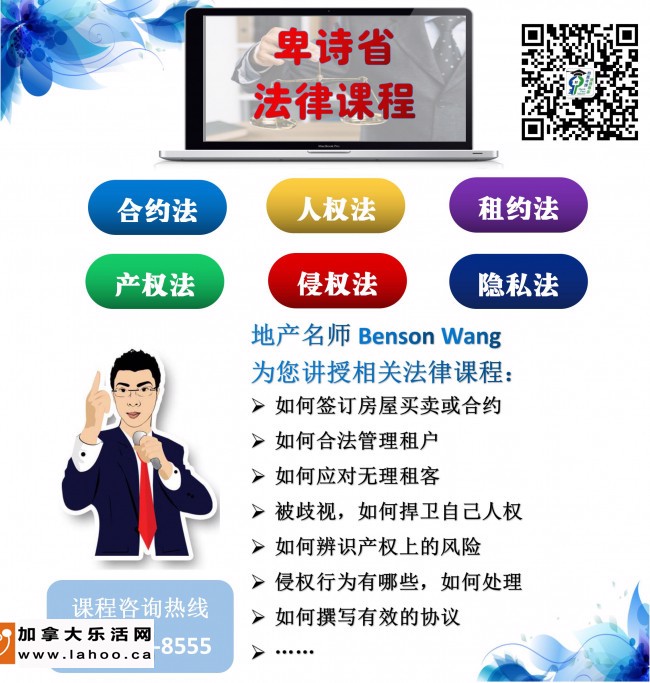 卑诗省
法律课程
合约法
人权法
租约法
产权法
侵权法
隐私法
地产名师 Benson Wang
为您讲授相关法律课程：
如何签订房屋买卖或合约
如何合法管理租户
如何应对无理租客
被歧视，如何捍卫自己人权
如何辨识产权上的风险
侵权行为有哪些，如何处理
如何撰写有效的协议
……
课程咨询热线
-8555
加拿大乐活网
www.lahoo.ca